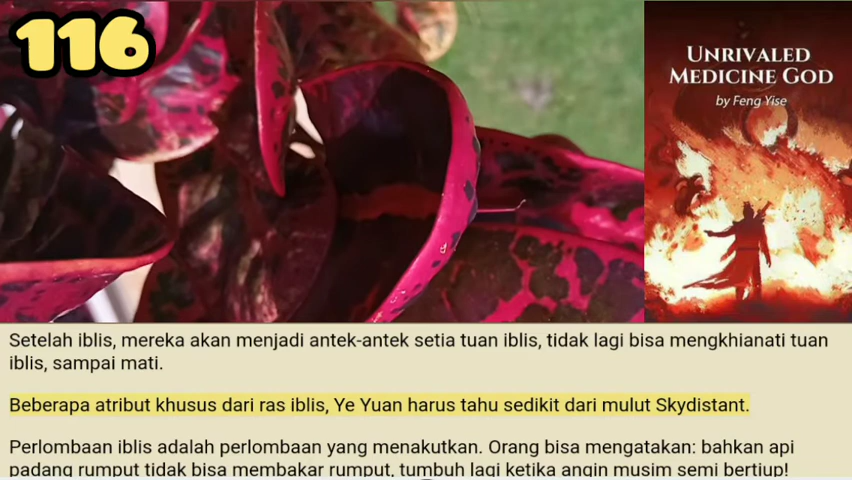 116
UNRIVALED
MEDICINE GOD
by Feng Yise
Setelah iblis, mereka akan menjadi antek-antek setia tuan iblis, tidak lagi bisa mengkhianati tuan
iblis, sampai mati.
Beberapa atribut khusus dari ras iblis, Ye Yuan harus tahu sedikit dari mulut Skydistant.
Perlombaan iblis adalah perlombaan yang menakutkan. Orang bisa mengatakan: bahkan api
padang rumput tidak bisa membakar rumput, tumbuh lagi ketika angin musim semi bertiup!